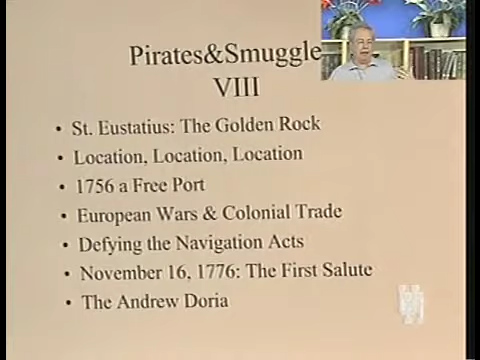 Pirates&Smuggle
VIII
• St. Eustatius: The Golden Rock
• Location, Location, Location
• 1756 a Free Port
• European Wars & Colonial Trade
• Defying the Navigation Acts
• November 16, 1776: The First Salute
• The Andrew Doria